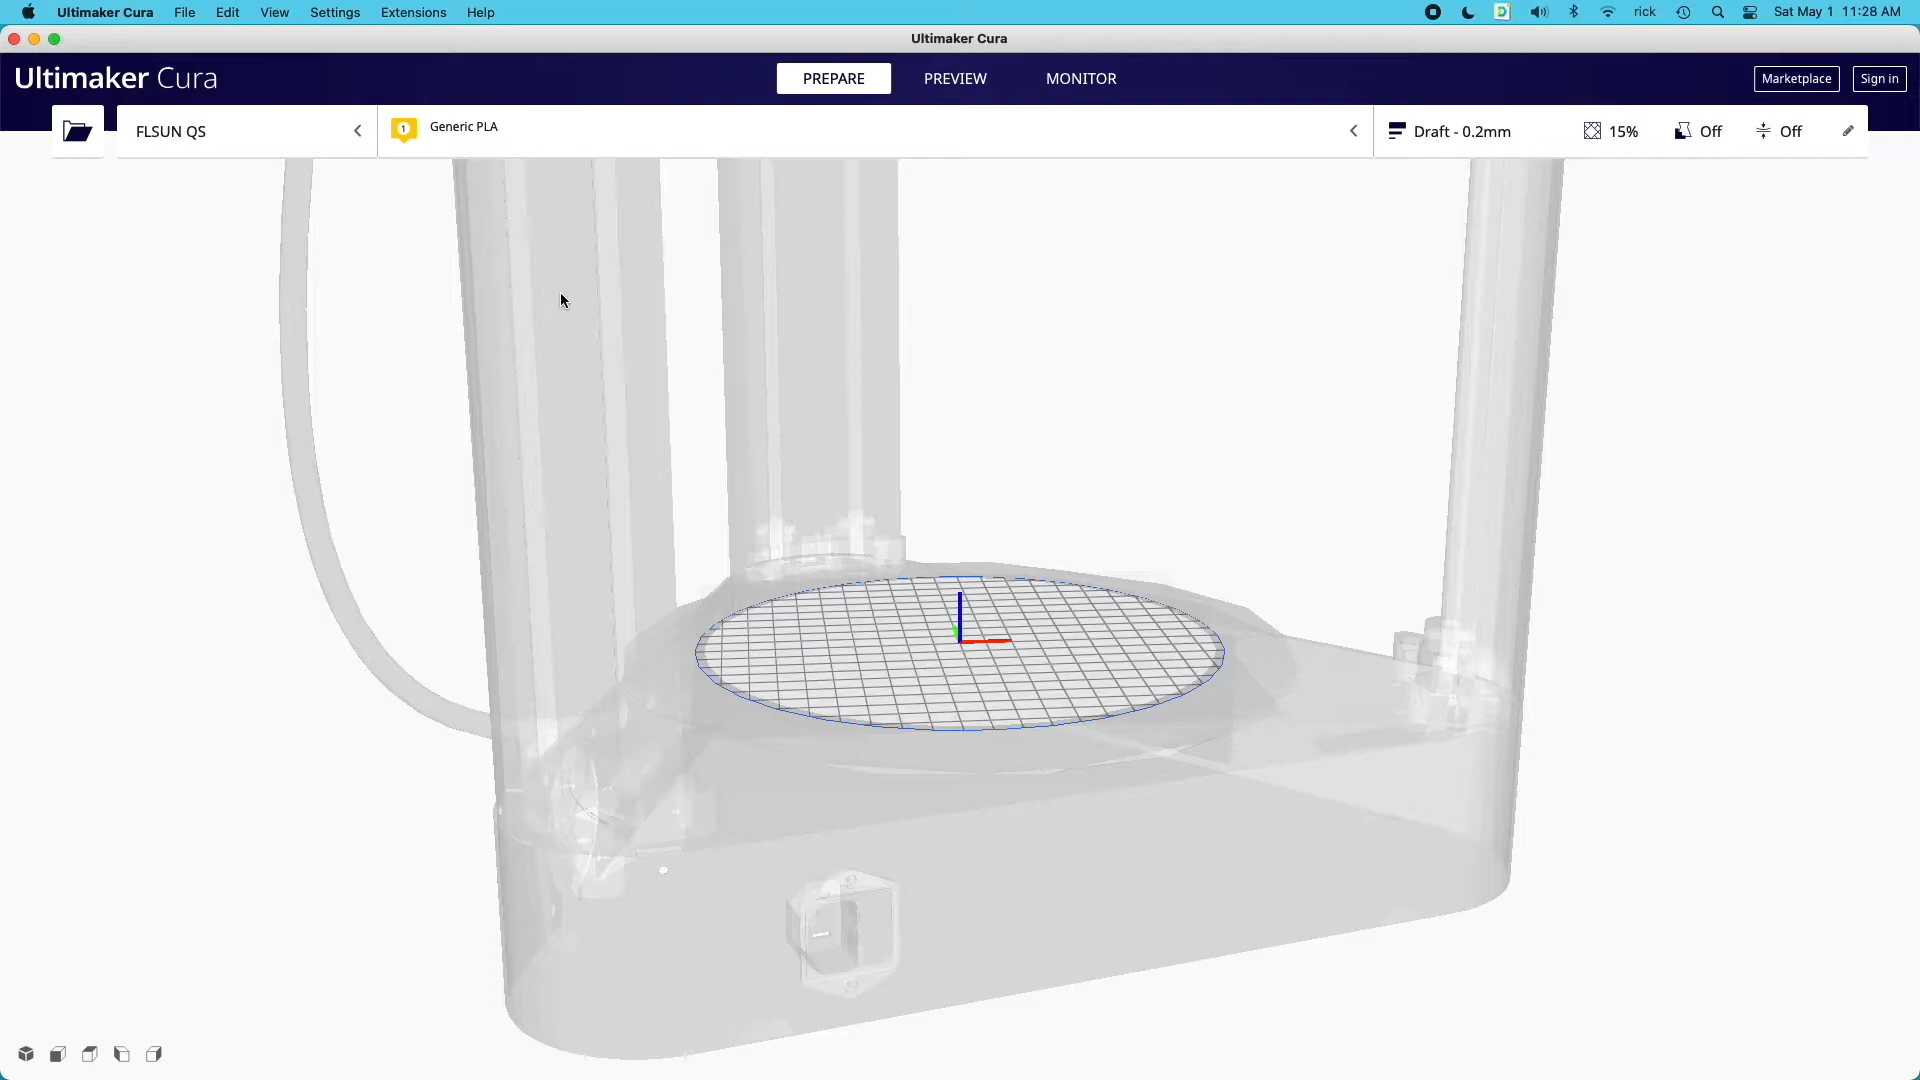 Ultimaker Cura File Edit View Settings Extensions Help rick Sat May 1 11:28 AM
Ultimaker Cura
Ultimaker Cura PREPARE PREVIEW MONITOR Marketplace Sign in
FLSUN QS 1 Generic PLA Draft - 0.2mm 15% Off Off